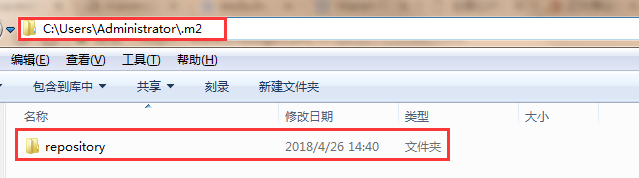 C:\Users\Administrator\.m2
编辑(E) 查看(V) 工具(T) 帮助(H)
包含到库中 共享 刻录 新建文件夹
名称 修改日期 类型 大小
repository 2018/4/26 14:40 文件夹